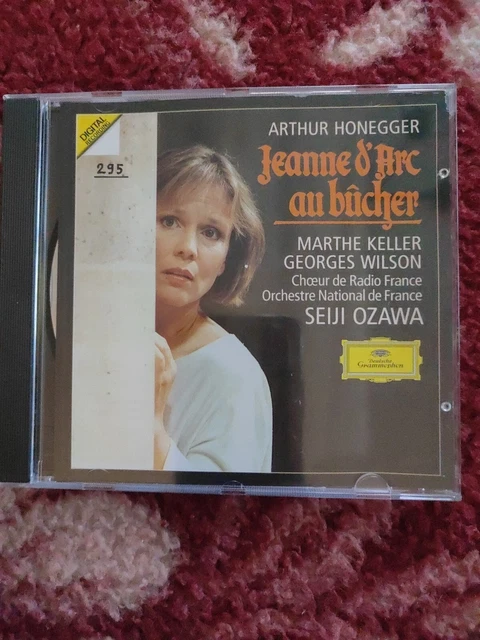 DIGITAL
RECORDING
295
ARTHUR HONEGGER
Jeanne d'Arc
au bûcher
MARTHE KELLER
GEORGES WILSON
Chœur de Radio France
Orchestre National de France
SEIJI OZAWA
Deutsche
Grammophon